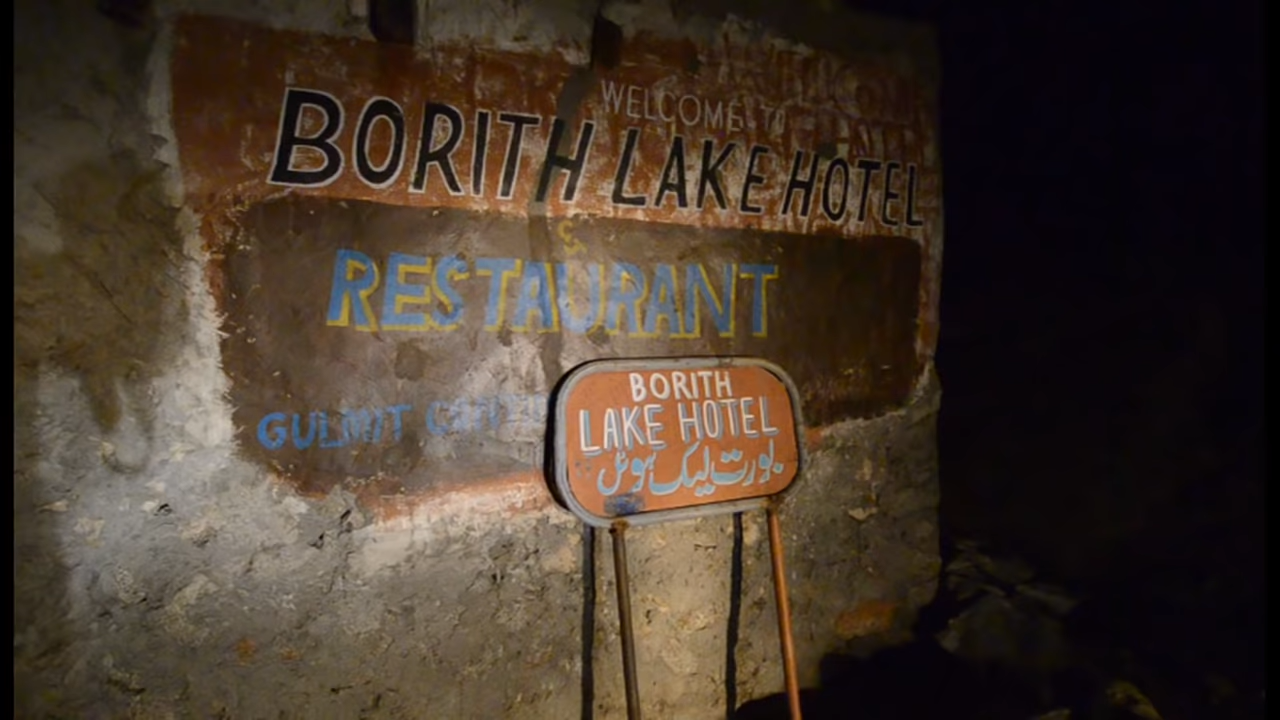 WELCOME TO
BORITH LAKE HOTEL
&
RESTAURANT
GULMIT
BORITH
LAKE HOTEL
بورت لیک ہوٹل